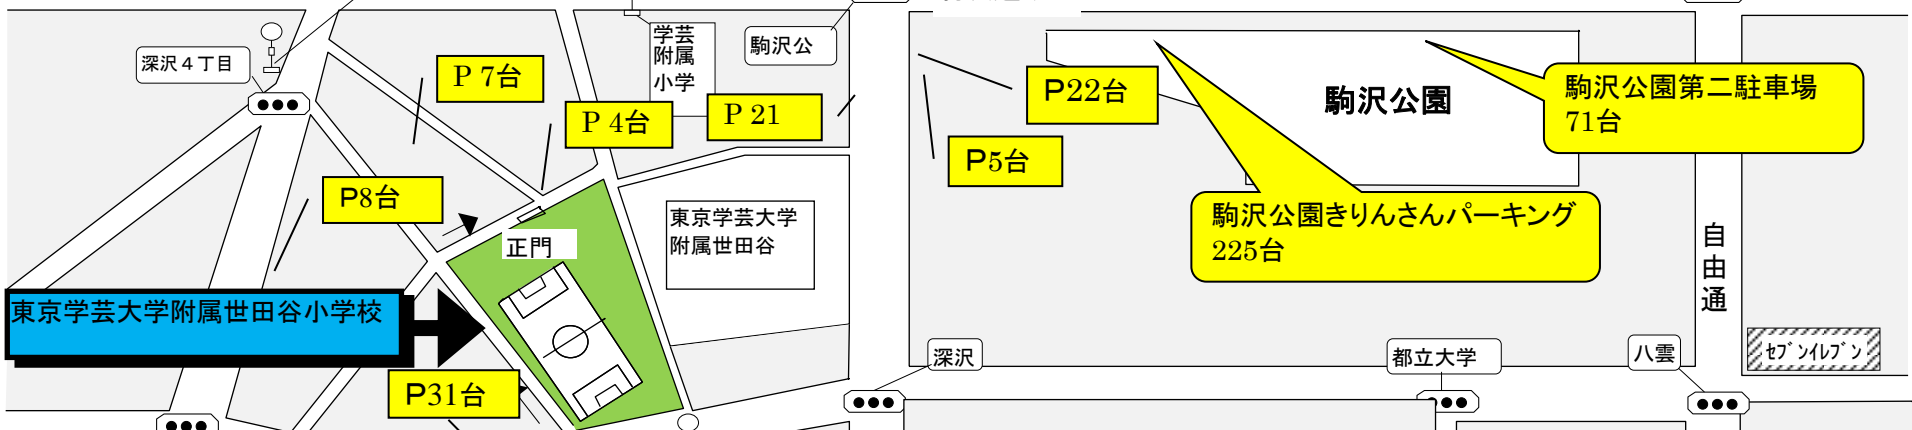 学芸
附属
小学
駒沢公
深沢４丁目
P 7台
P 4台
P 21
P22台
P5台
駒沢公園
駒沢公園第二駐車場
71台
P8台
正門
東京学芸大学
附属世田谷
駒沢公園きりんさんパーキング
225台
自由通
東京学芸大学附属世田谷小学校
P31台
深沢
都立大学
八雲
ｾﾌﾞﾝｲﾚﾌﾞﾝ